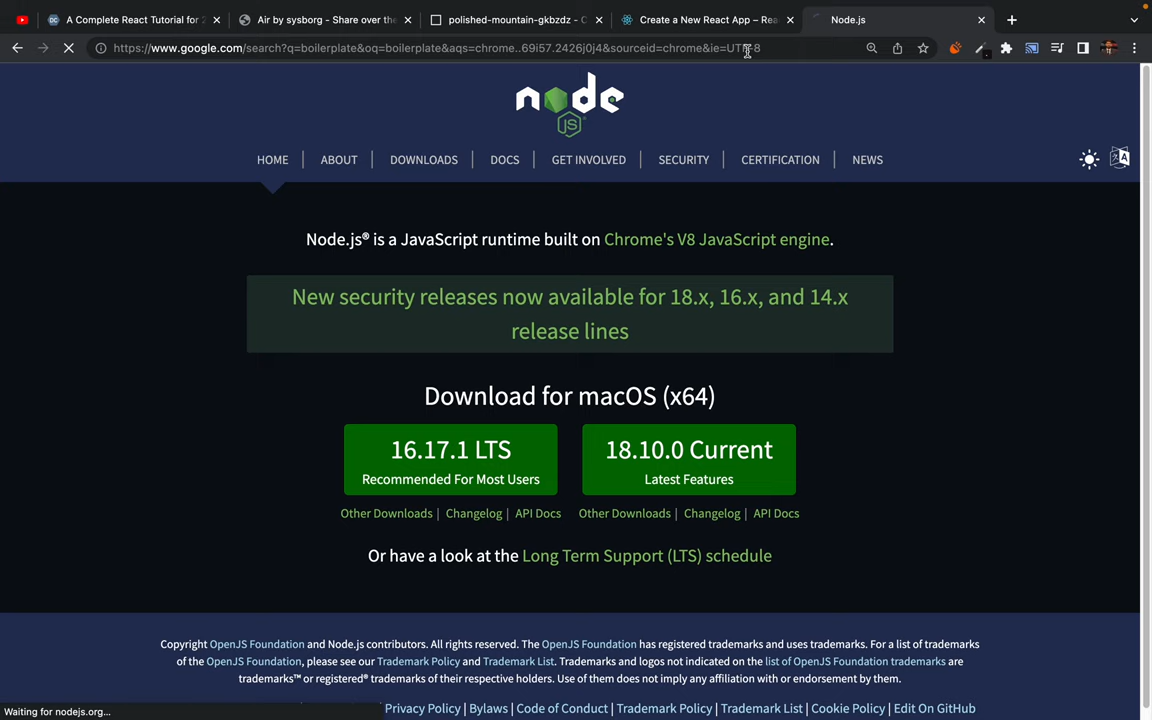 A Complete React Tutorial for 2
Air by sysborg - Share over the
polished-mountain-gkbzdz - C
Create a New React App – Rea
Node.js
https://www.google.com/search?q=boilerplate&oq=boilerplate&aqs=chrome..69i57.2426j0j4&sourceid=chrome&ie=UTF-8
node
JS
HOME
ABOUT
DOWNLOADS
DOCS
GET INVOLVED
SECURITY
CERTIFICATION
NEWS
Node.js® is a JavaScript runtime built on Chrome's V8 JavaScript engine.
New security releases now available for 18.x, 16.x, and 14.x
release lines
Download for macOS (x64)
16.17.1 LTS
Recommended For Most Users
18.10.0 Current
Latest Features
Other Downloads | Changelog | API Docs
Other Downloads | Changelog | API Docs
Or have a look at the Long Term Support (LTS) schedule
Copyright OpenJS Foundation and Node.js contributors. All rights reserved. The OpenJS Foundation has registered trademarks and uses trademarks. For a list of trademarks
of the OpenJS Foundation, please see our Trademark Policy and Trademark List. Trademarks and logos not indicated on the list of OpenJS Foundation trademarks are
trademarks™ or registered® trademarks of their respective holders. Use of them does not imply any affiliation with or endorsement by them.
Privacy Policy | Bylaws | Code of Conduct | Trademark Policy | Trademark List | Cookie Policy | Edit On GitHub
Waiting for nodejs.org...